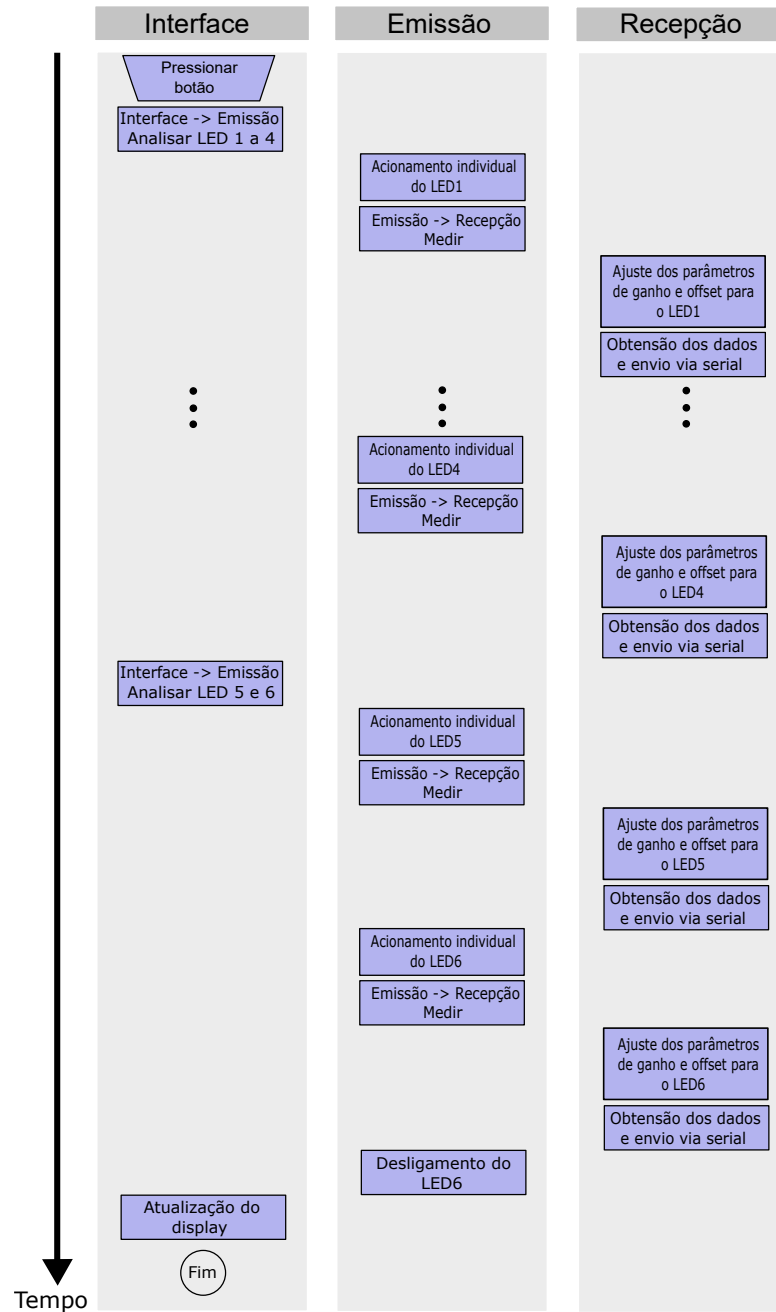 Interface
Emissão
Recepção
Pressionar
botão
Interface -> Emissão
Analisar LED 1 a 4
Acionamento individual
do LED1
Emissão -> Recepção
Medir
Ajuste dos parâmetros
de ganho e offset para
o LED1
Obtensão dos dados
e envio via serial
Acionamento individual
do LED4
Emissão -> Recepção
Medir
Ajuste dos parâmetros
de ganho e offset para
o LED4
Obtensão dos dados
e envio via serial
Interface -> Emissão
Analisar LED 5 e 6
Acionamento individual
do LED5
Emissão -> Recepção
Medir
Ajuste dos parâmetros
de ganho e offset para
o LED5
Obtensão dos dados
e envio via serial
Acionamento individual
do LED6
Emissão -> Recepção
Medir
Ajuste dos parâmetros
de ganho e offset para
o LED6
Obtensão dos dados
e envio via serial
Desligamento do
LED6
Atualização do
display
Fim
Tempo